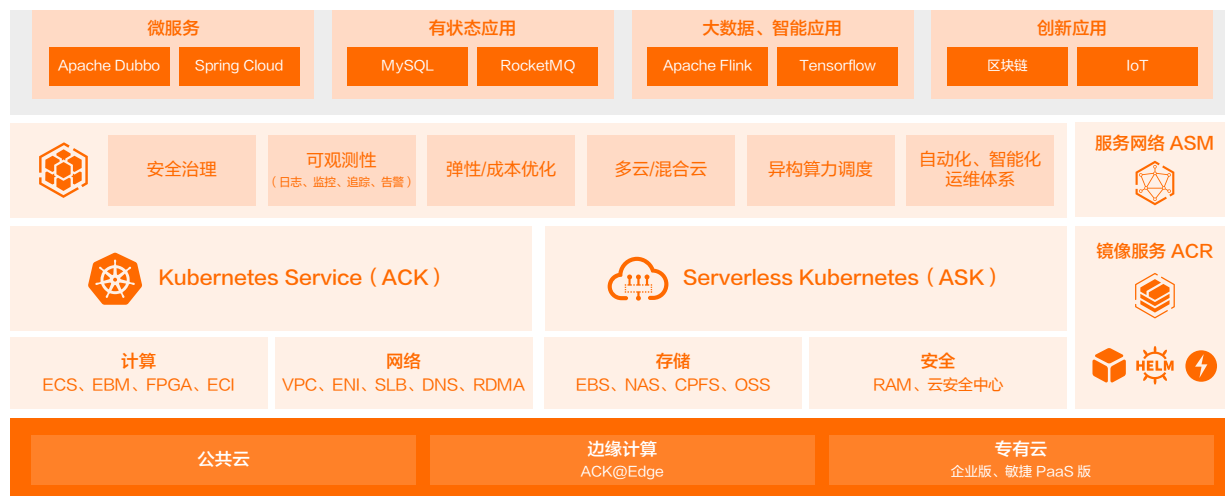 微服务
Apache Dubbo
Spring Cloud
有状态应用
MySQL
RocketMQ
大数据、智能应用
Apache Flink
Tensorflow
创新应用
区块链
IoT
安全治理
可观测性
（日志、监控、追踪、告警）
弹性/成本优化
多云/混合云
异构算力调度
自动化、智能化
运维体系
服务网络 ASM
Kubernetes Service（ACK）
Serverless Kubernetes（ASK）
镜像服务 ACR
HELM
计算
ECS、EBM、FPGA、ECI
网络
VPC、ENI、SLB、DNS、RDMA
存储
EBS、NAS、CPFS、OSS
安全
RAM、云安全中心
公共云
边缘计算
ACK@Edge
专有云
企业版、敏捷 PaaS 版